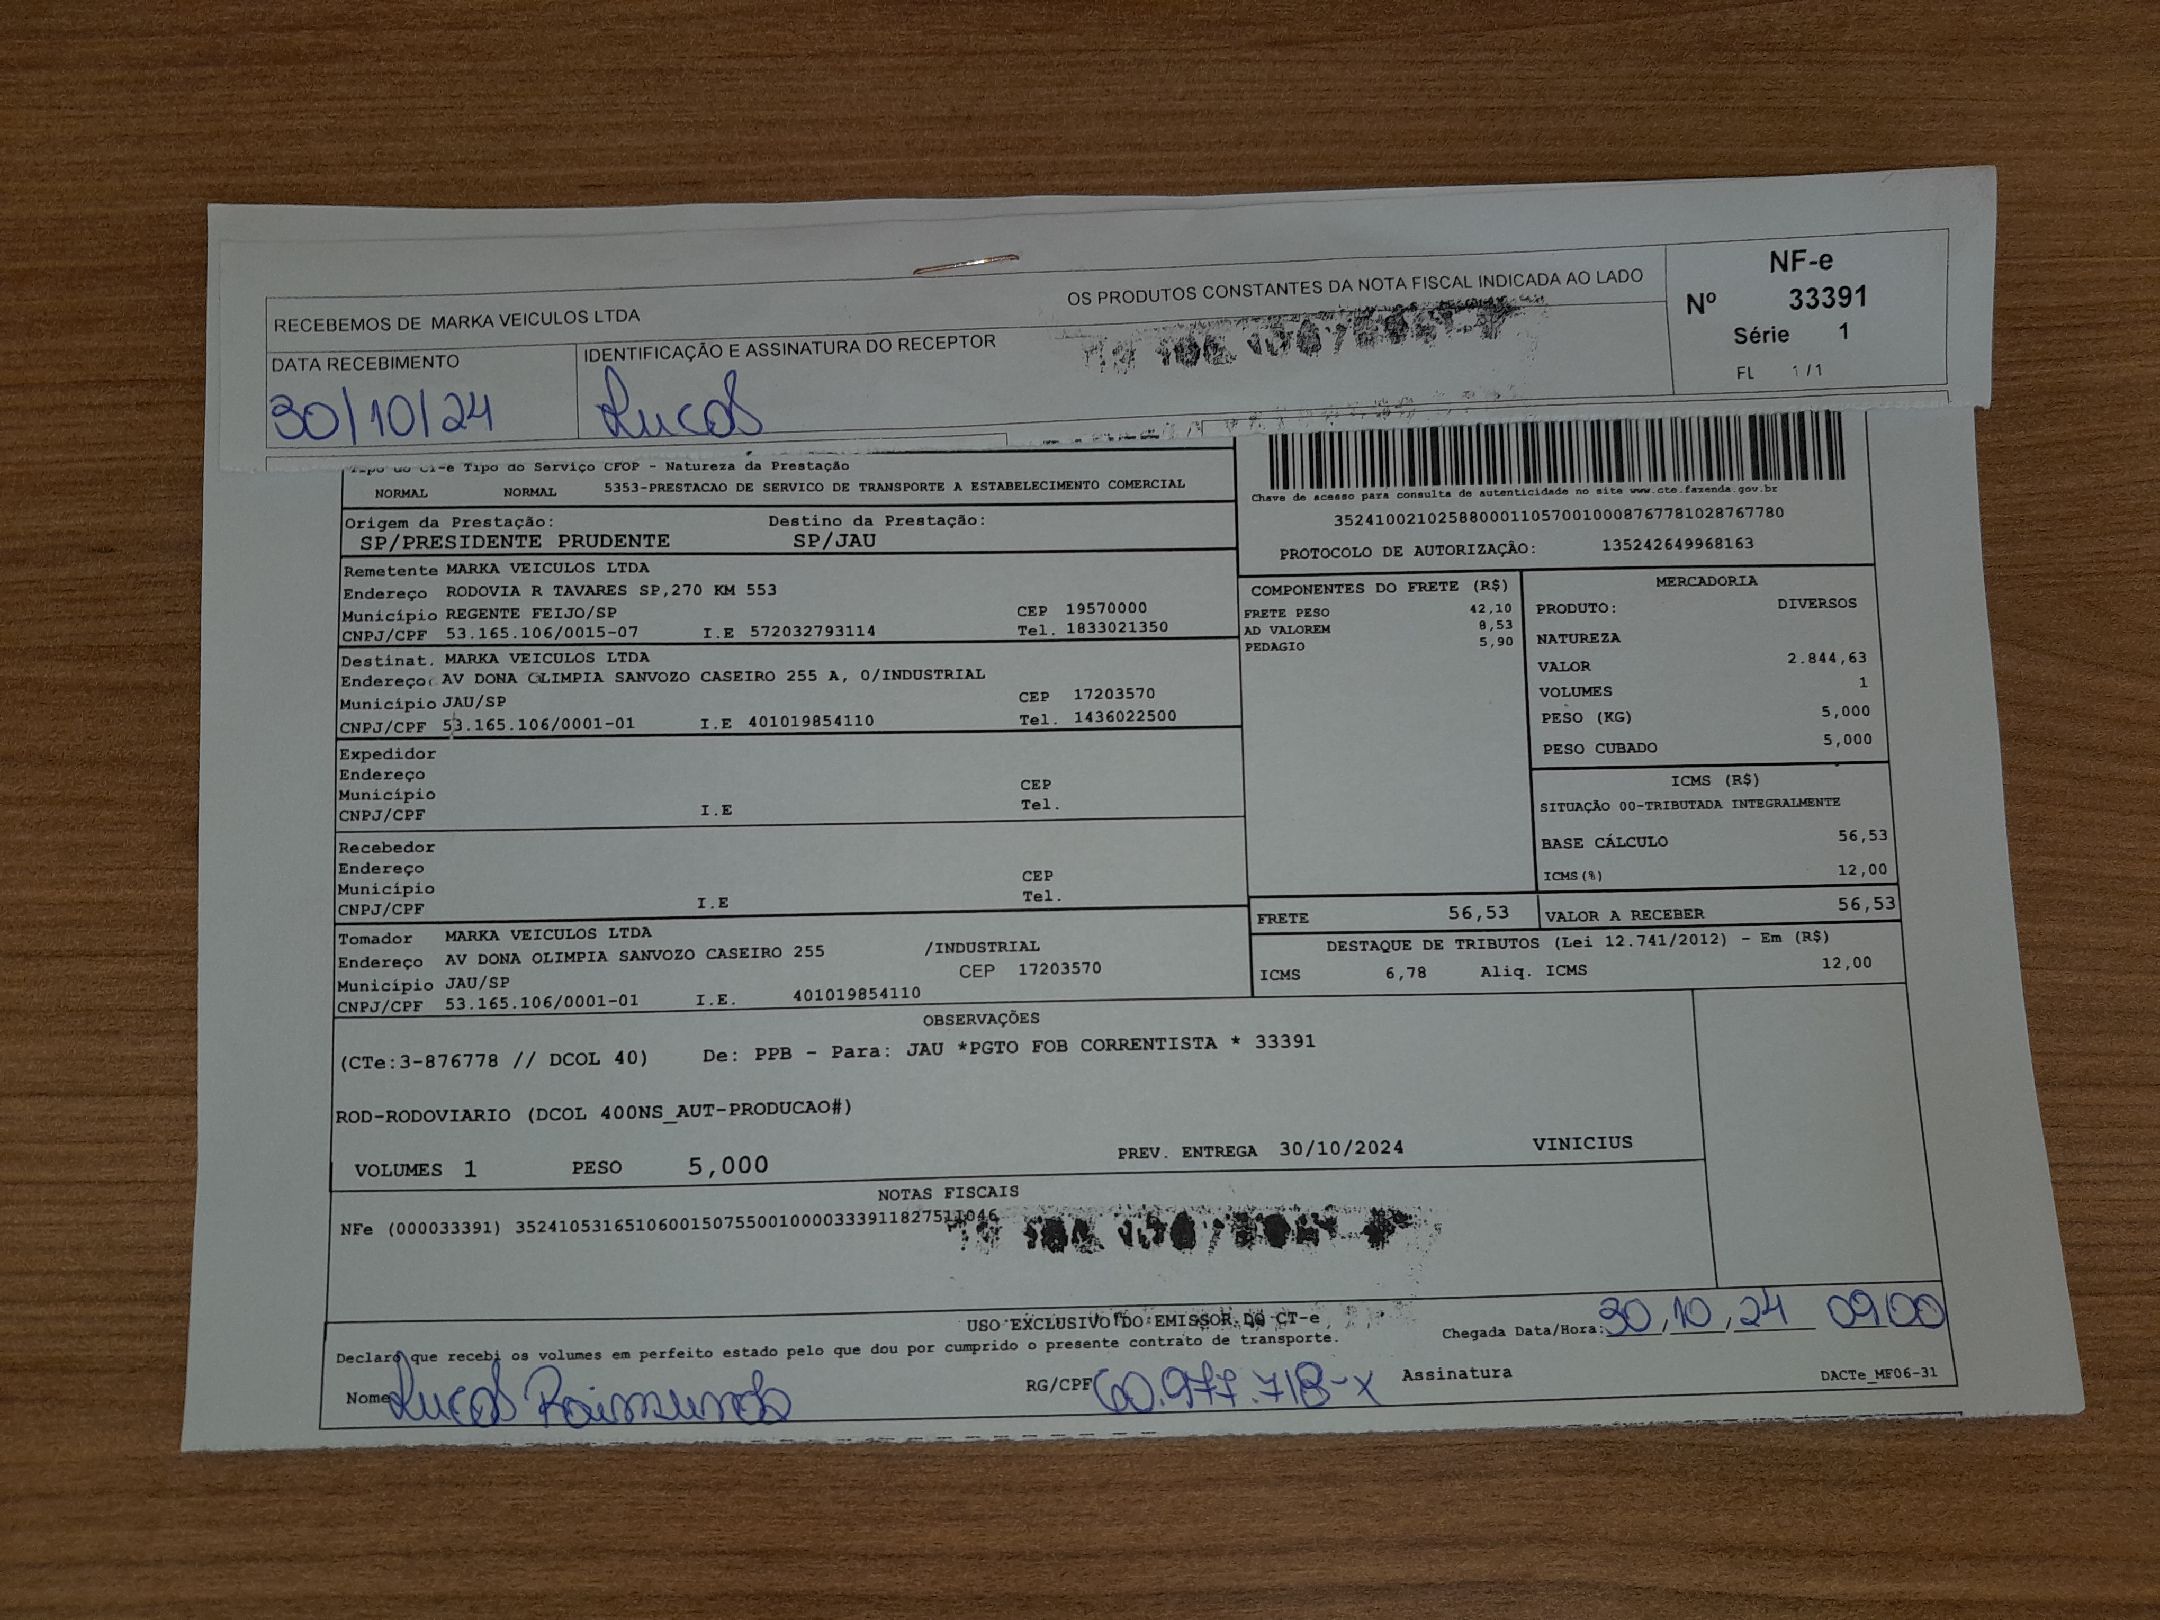 RECEBEMOS DE MARKA VEICULOS LTDA OS PRODUTOS CONSTANTES DA NOTA FISCAL INDICADA AO LADO
NF-e
Nº 33391
Série 1
FL 1/1
DATA RECEBIMENTO IDENTIFICAÇÃO E ASSINATURA DO RECEPTOR
30/10/24 Lucas
Tipo do CT-e Tipo do Serviço CFOP - Natureza da Prestação
NORMAL NORMAL 5353-PRESTACAO DE SERVICO DE TRANSPORTE A ESTABELECIMENTO COMERCIAL
Chave de acesso para consulta de autenticidade no site www.cte.fazenda.gov.br
35241002102588000110570010008767781028767780
PROTOCOLO DE AUTORIZAÇÃO: 135242649968163
Origem da Prestação: Destino da Prestação:
SP/PRESIDENTE PRUDENTE SP/JAU
Remetente MARKA VEICULOS LTDA
Endereço RODOVIA R TAVARES SP,270 KM 553
Município REGENTE FEIJO/SP CEP 19570000
CNPJ/CPF 53.165.106/0015-07 I.E 572032793114 Tel. 1833021350
Destinat. MARKA VEICULOS LTDA
Endereço AV DONA OLIMPIA SANVOZO CASEIRO 255 A, 0/INDUSTRIAL
Município JAU/SP CEP 17203570
CNPJ/CPF 53.165.106/0001-01 I.E 401019854110 Tel. 1436022500
Expedidor
Endereço
Município CEP
CNPJ/CPF I.E Tel.
Recebedor
Endereço
Município CEP
CNPJ/CPF I.E Tel.
Tomador MARKA VEICULOS LTDA
Endereço AV DONA OLIMPIA SANVOZO CASEIRO 255 /INDUSTRIAL
Município JAU/SP CEP 17203570
CNPJ/CPF 53.165.106/0001-01 I.E. 401019854110
COMPONENTES DO FRETE (R$)
FRETE PESO 42,10
AD VALOREM 8,53
PEDAGIO 5,90
MERCADORIA
PRODUTO: DIVERSOS
NATUREZA
VALOR 2.844,63
VOLUMES 1
PESO (KG) 5,000
PESO CUBADO 5,000
ICMS (R$)
SITUAÇÃO 00-TRIBUTADA INTEGRALMENTE
BASE CÁLCULO 56,53
ICMS(%) 12,00
FRETE 56,53 VALOR A RECEBER 56,53
DESTAQUE DE TRIBUTOS (Lei 12.741/2012) - Em (R$)
ICMS 6,78 Aliq. ICMS 12,00
OBSERVAÇÕES
(CTe:3-876778 // DCOL 40) De: PPB - Para: JAU *PGTO FOB CORRENTISTA * 33391
ROD-RODOVIARIO (DCOL 400NS_AUT-PRODUCAO#)
VOLUMES 1 PESO 5,000 PREV. ENTREGA 30/10/2024 VINICIUS
NOTAS FISCAIS
NFe (000033391) 35241053165106001507550010000333911827511046
USO EXCLUSIVO DO EMISSOR DO CT-e
Declaro que recebi os volumes em perfeito estado pelo que dou por cumprido o presente contrato de transporte.
Chegada Data/Hora: 30,10,24 09:00
Nome Lucas Raimundo RG/CPF 60.977.718-X Assinatura
DACTe_MF06-31